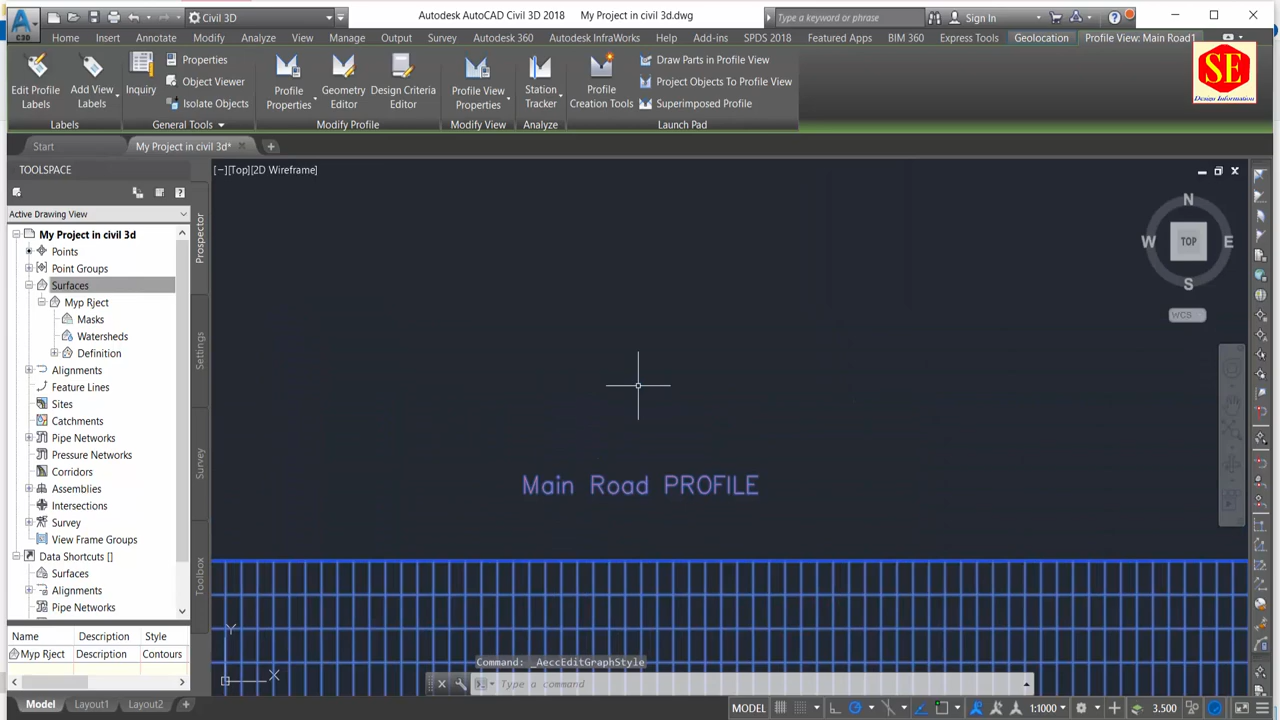 Civil 3D
Autodesk AutoCAD Civil 3D 2018 My Project in civil 3d.dwg
Type a keyword or phrase
Sign In
C3D
Home Insert Annotate Modify Analyze View Manage Output Survey Autodesk 360 Autodesk InfraWorks Help Add-ins SPDS 2018 Featured Apps BIM 360 Express Tools Geolocation Profile View: Main Road1
Edit Profile Labels
Add View Labels
Labels
Inquiry
Properties
Object Viewer
Isolate Objects
General Tools
Profile Properties
Geometry Editor
Design Criteria Editor
Modify Profile
Profile View Properties
Modify View
Station Tracker
Analyze
Profile Creation Tools
Draw Parts in Profile View
Project Objects To Profile View
Superimposed Profile
Launch Pad
SE
Design Information
Start
My Project in civil 3d*
TOOLSPACE
Active Drawing View
My Project in civil 3d
Points
Point Groups
Surfaces
Myp Rject
Masks
Watersheds
Definition
Alignments
Feature Lines
Sites
Catchments
Pipe Networks
Pressure Networks
Corridors
Assemblies
Intersections
Survey
View Frame Groups
Data Shortcuts []
Surfaces
Alignments
Pipe Networks
Name Description Style
Myp Rject Description Contours
Prospector
Settings
Survey
Toolbox
[−][Top][2D Wireframe]
N
W TOP E
S
WCS
Main Road PROFILE
Y
X
Command: _AeccEditGraphStyle
Type a command
Model Layout1 Layout2
MODEL
1:1000
3.500